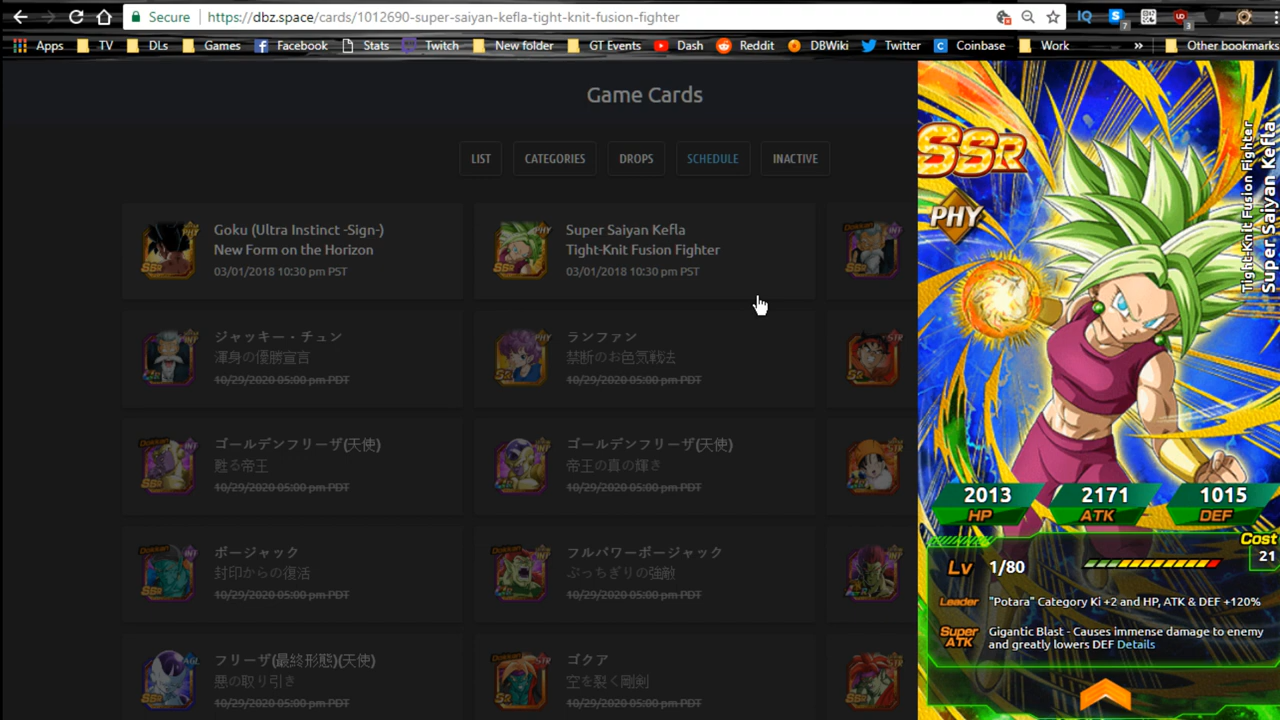 Secure https://dbz.space/cards/1012690-super-saiyan-kefla-tight-knit-fusion-fighter
IQ 7 3
Apps TV DLs Games Facebook Stats Twitch New folder GT Events Dash Reddit DBWiki Twitter Coinbase Work » Other bookmarks
Game Cards
LIST CATEGORIES DROPS SCHEDULE INACTIVE
Goku (Ultra Instinct -Sign-)
New Form on the Horizon
03/01/2018 10:30 pm PST
Super Saiyan Kefla
Tight-Knit Fusion Fighter
03/01/2018 10:30 pm PST
ジャッキー・チュン
渾身の優勝宣言
10/29/2020 05:00 pm PDT
ランファン
禁断のお色気戦法
10/29/2020 05:00 pm PDT
ゴールデンフリーザ(天使)
甦る帝王
10/29/2020 05:00 pm PDT
ゴールデンフリーザ(天使)
帝王の真の輝き
10/29/2020 05:00 pm PDT
ボージャック
封印からの復活
10/29/2020 05:00 pm PDT
フルパワーボージャック
ぶっちぎりの強敵
10/29/2020 05:00 pm PDT
フリーザ(最終形態)(天使)
悪の取り引き
10/29/2020 05:00 pm PDT
ゴクア
空を裂く剛剣
10/29/2020 05:00 pm PDT
SSR
PHY
Tight-Knit Fusion Fighter
Super Saiyan Kefla
2013 2171 1015
HP ATK DEF
Cost
21
Lv 1/80
Leader "Potara" Category Ki +2 and HP, ATK & DEF +120%
Super ATK Gigantic Blast - Causes immense damage to enemy
and greatly lowers DEF Details